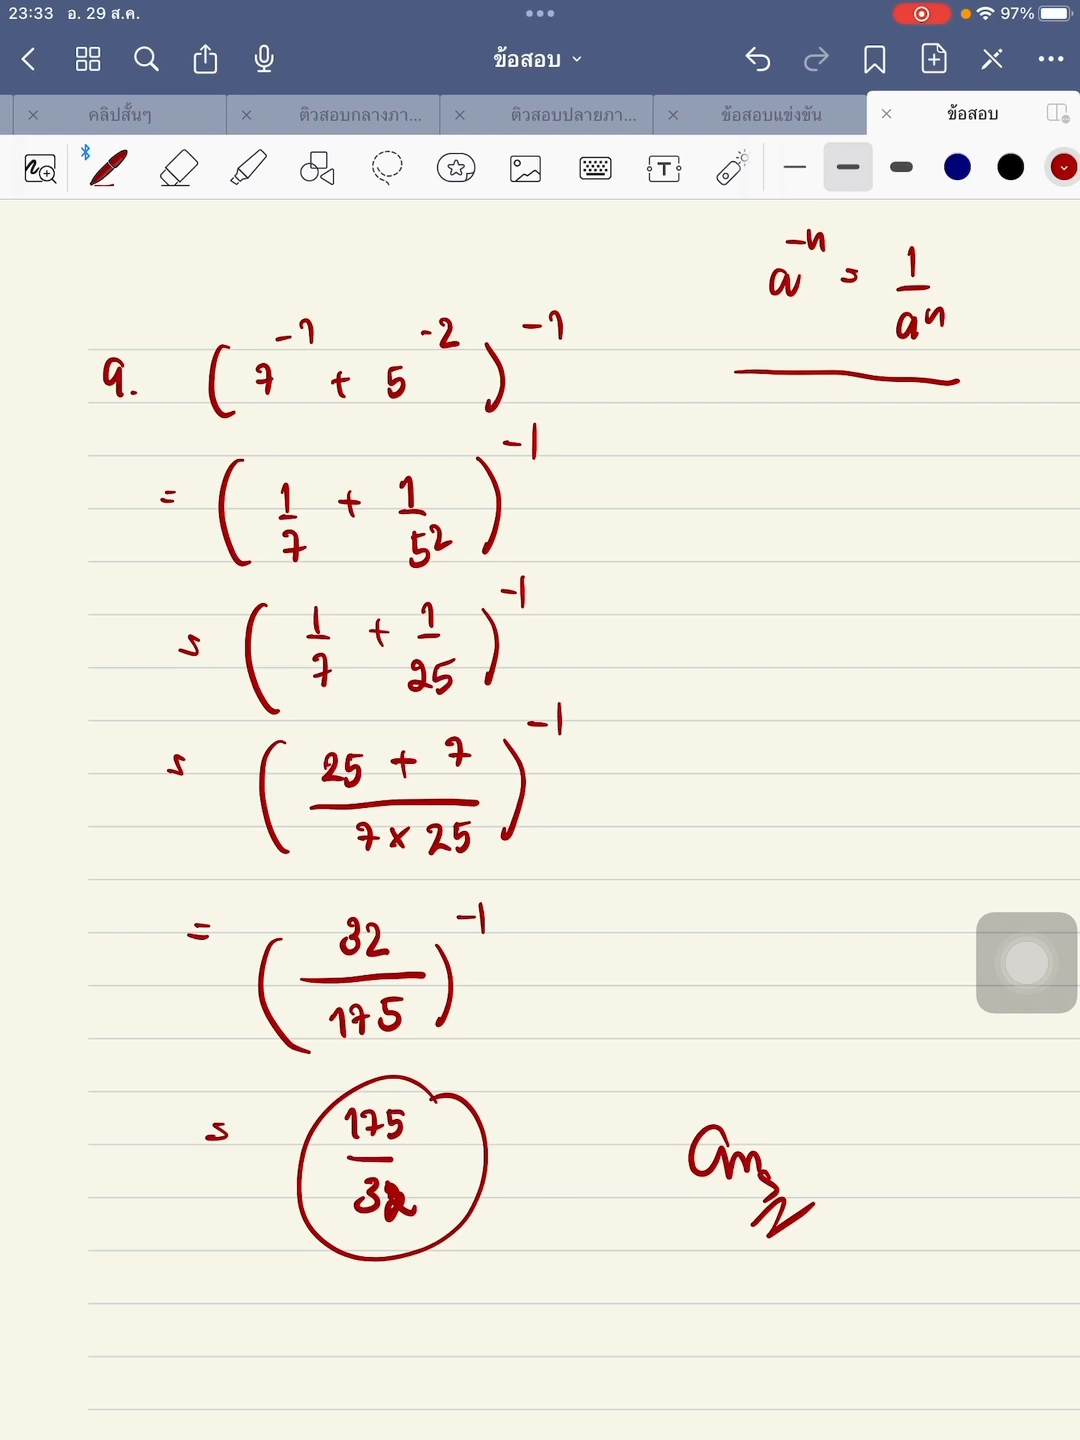 23:33 อ. 29 ส.ค.
97%
ข้อสอบ
คลิปสั้นๆ
ติวสอบกลางภา...
ติวสอบปลายภา...
ข้อสอบแข่งขัน
ข้อสอบ
T
a^-n = 1/a^n
9. (7^-1 + 5^-2)^-1
= (1/7 + 1/5^2)^-1
= (1/7 + 1/25)^-1
= ((25 + 7)/(7 × 25))^-1
= (32/175)^-1
= 175/32
Ans